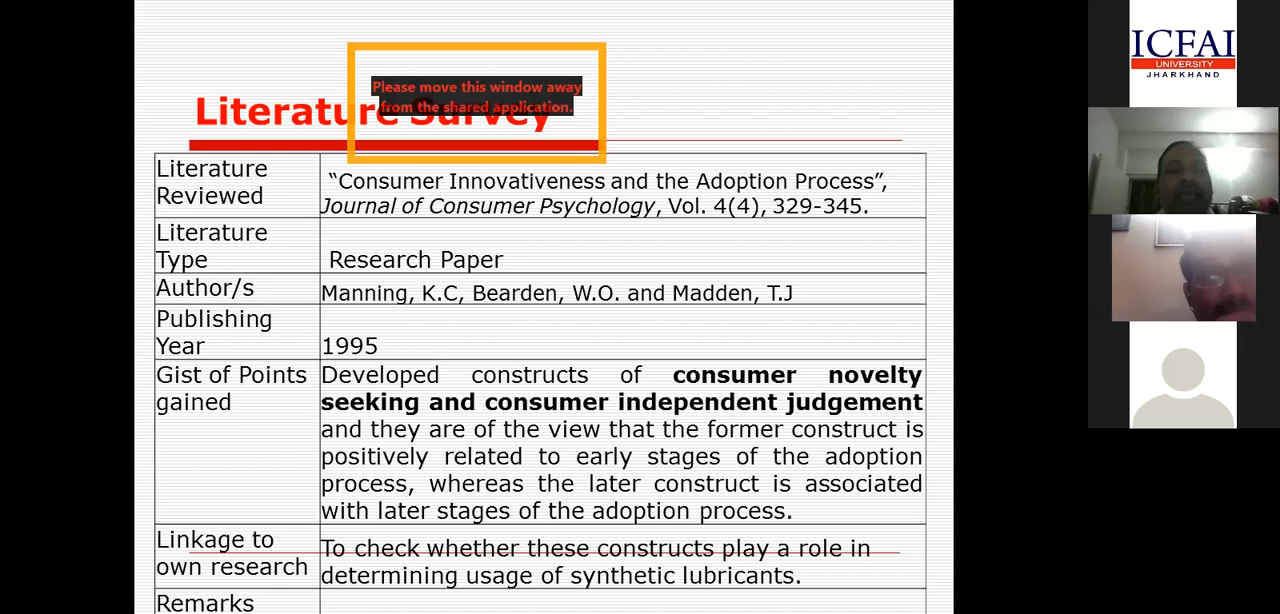 Please move this window away
from the shared application.
Literature Survey
Literature
Reviewed
“Consumer Innovativeness and the Adoption Process”,
Journal of Consumer Psychology, Vol. 4(4), 329-345.
Literature
Type
Research Paper
Author/s
Manning, K.C, Bearden, W.O. and Madden, T.J
Publishing
Year
1995
Gist of Points
gained
Developed constructs of consumer novelty
seeking and consumer independent judgement
and they are of the view that the former construct is
positively related to early stages of the adoption
process, whereas the later construct is associated
with later stages of the adoption process.
Linkage to
own research
To check whether these constructs play a role in
determining usage of synthetic lubricants.
Remarks
ICFAI
UNIVERSITY
JHARKHAND